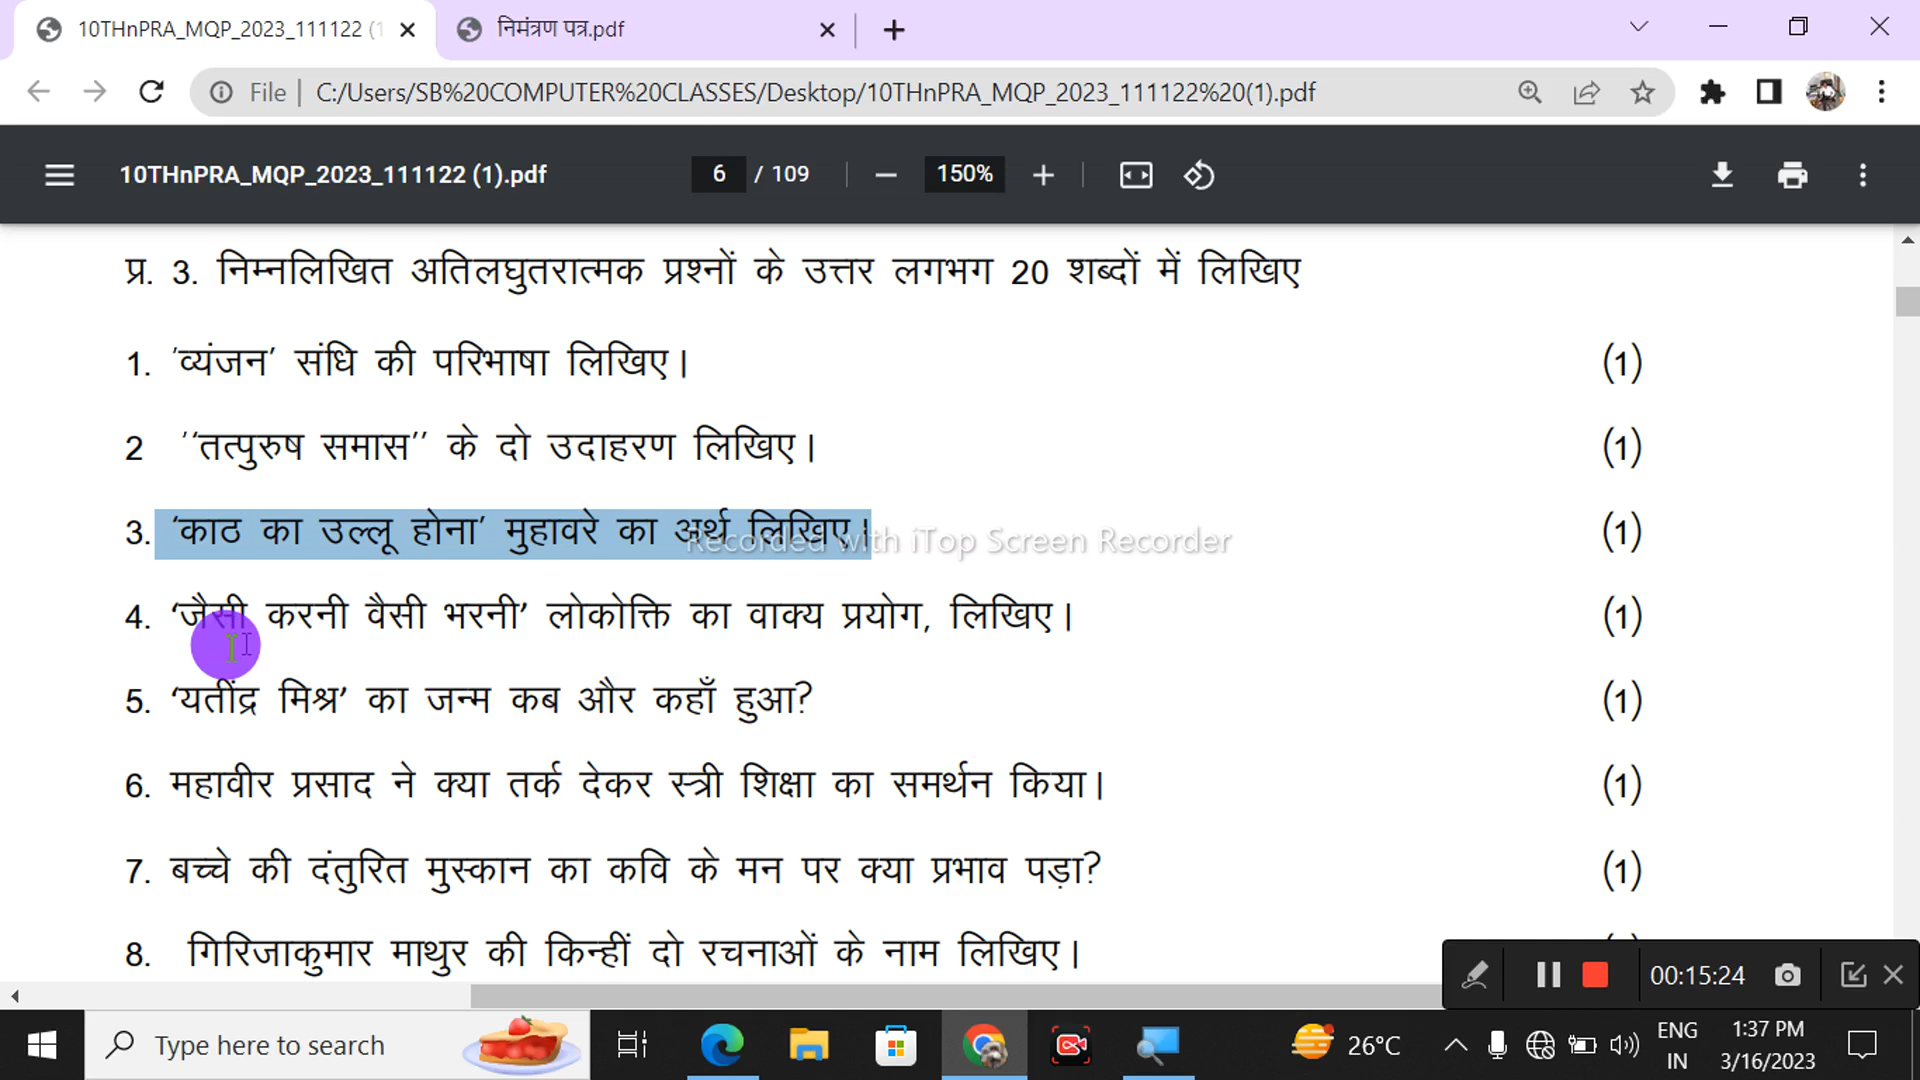 10THnPRA_MQP_2023_111122 (1
निमंत्रण पत्र.pdf
File
C:/Users/SB%20COMPUTER%20CLASSES/Desktop/10THnPRA_MQP_2023_111122%20(1).pdf
10THnPRA_MQP_2023_111122 (1).pdf
6 / 109
150%
प्र. 3. निम्नलिखित अतिलघुतरात्मक प्रश्नों के उत्तर लगभग 20 शब्दों में लिखिए
1. 'व्यंजन' संधि की परिभाषा लिखिए। (1)
2 ''तत्पुरुष समास'' के दो उदाहरण लिखिए। (1)
3. 'काठ का उल्लू होना' मुहावरे का अर्थ लिखिए। (1)
Recorded with iTop Screen Recorder
4. 'जैसी करनी वैसी भरनी' लोकोक्ति का वाक्य प्रयोग, लिखिए। (1)
5. 'यतींद्र मिश्र' का जन्म कब और कहाँ हुआ? (1)
6. महावीर प्रसाद ने क्या तर्क देकर स्त्री शिक्षा का समर्थन किया। (1)
7. बच्चे की दंतुरित मुस्कान का कवि के मन पर क्या प्रभाव पड़ा? (1)
8. गिरिजाकुमार माथुर की किन्हीं दो रचनाओं के नाम लिखिए।
00:15:24
Type here to search
26°C
ENG
IN
1:37 PM
3/16/2023